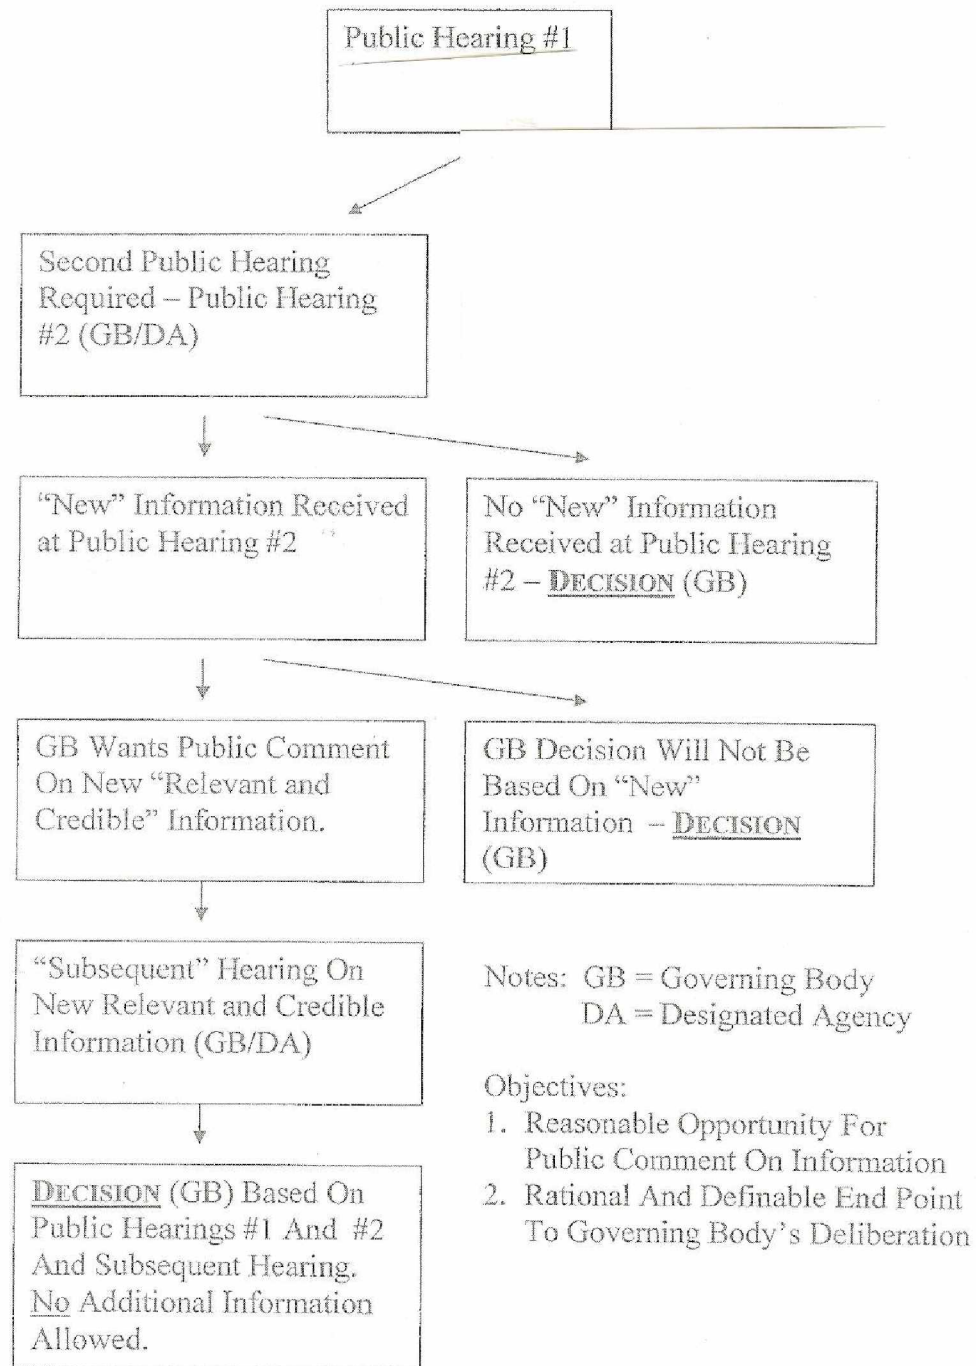 Public Hearing #1
Second Public Hearing
Required – Public Hearing
#2 (GB/DA)
“New” Information Received
at Public Hearing #2
No “New” Information
Received at Public Hearing
#2 – DECISION (GB)
GB Wants Public Comment
On New “Relevant and
Credible” Information.
GB Decision Will Not Be
Based On “New”
Information – DECISION
(GB)
“Subsequent” Hearing On
New Relevant and Credible
Information (GB/DA)
DECISION (GB) Based On
Public Hearings #1 And #2
And Subsequent Hearing.
No Additional Information
Allowed.
Notes: GB = Governing Body
DA = Designated Agency
Objectives:
1. Reasonable Opportunity For
Public Comment On Information
2. Rational And Definable End Point
To Governing Body’s Deliberation